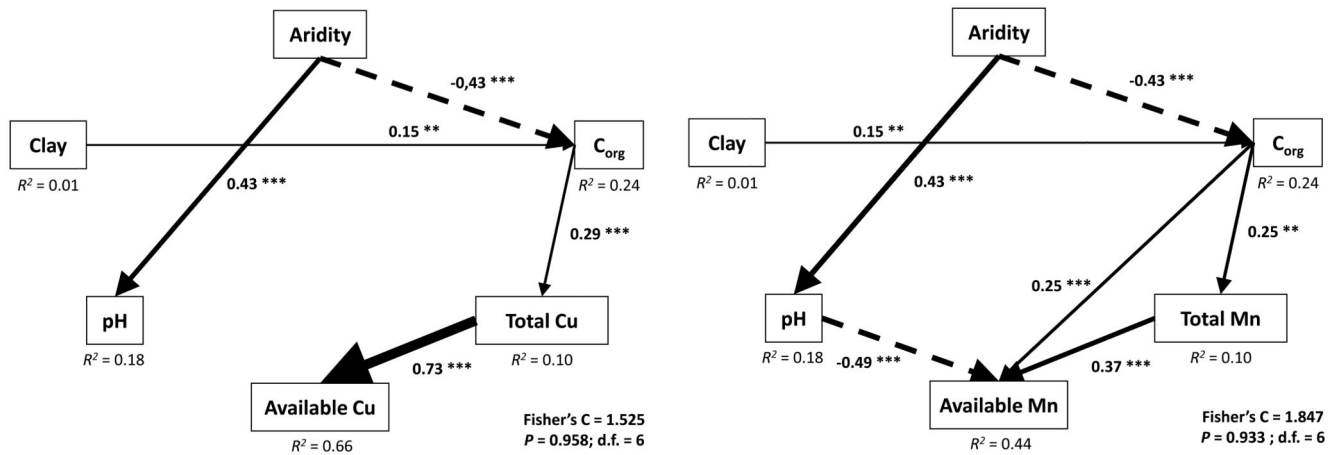 Aridity
-0,43 ***
Clay
R² = 0.01
0.15 **
C_org
R² = 0.24
0.43 ***
0.29 ***
pH
R² = 0.18
Total Cu
R² = 0.10
0.73 ***
Available Cu
R² = 0.66
Fisher's C = 1.525
P = 0.958; d.f. = 6
Aridity
-0.43 ***
Clay
R² = 0.01
0.15 **
C_org
R² = 0.24
0.43 ***
0.25 **
0.25 ***
pH
R² = 0.18
Total Mn
R² = 0.10
-0.49 ***
0.37 ***
Available Mn
R² = 0.44
Fisher's C = 1.847
P = 0.933 ; d.f. = 6